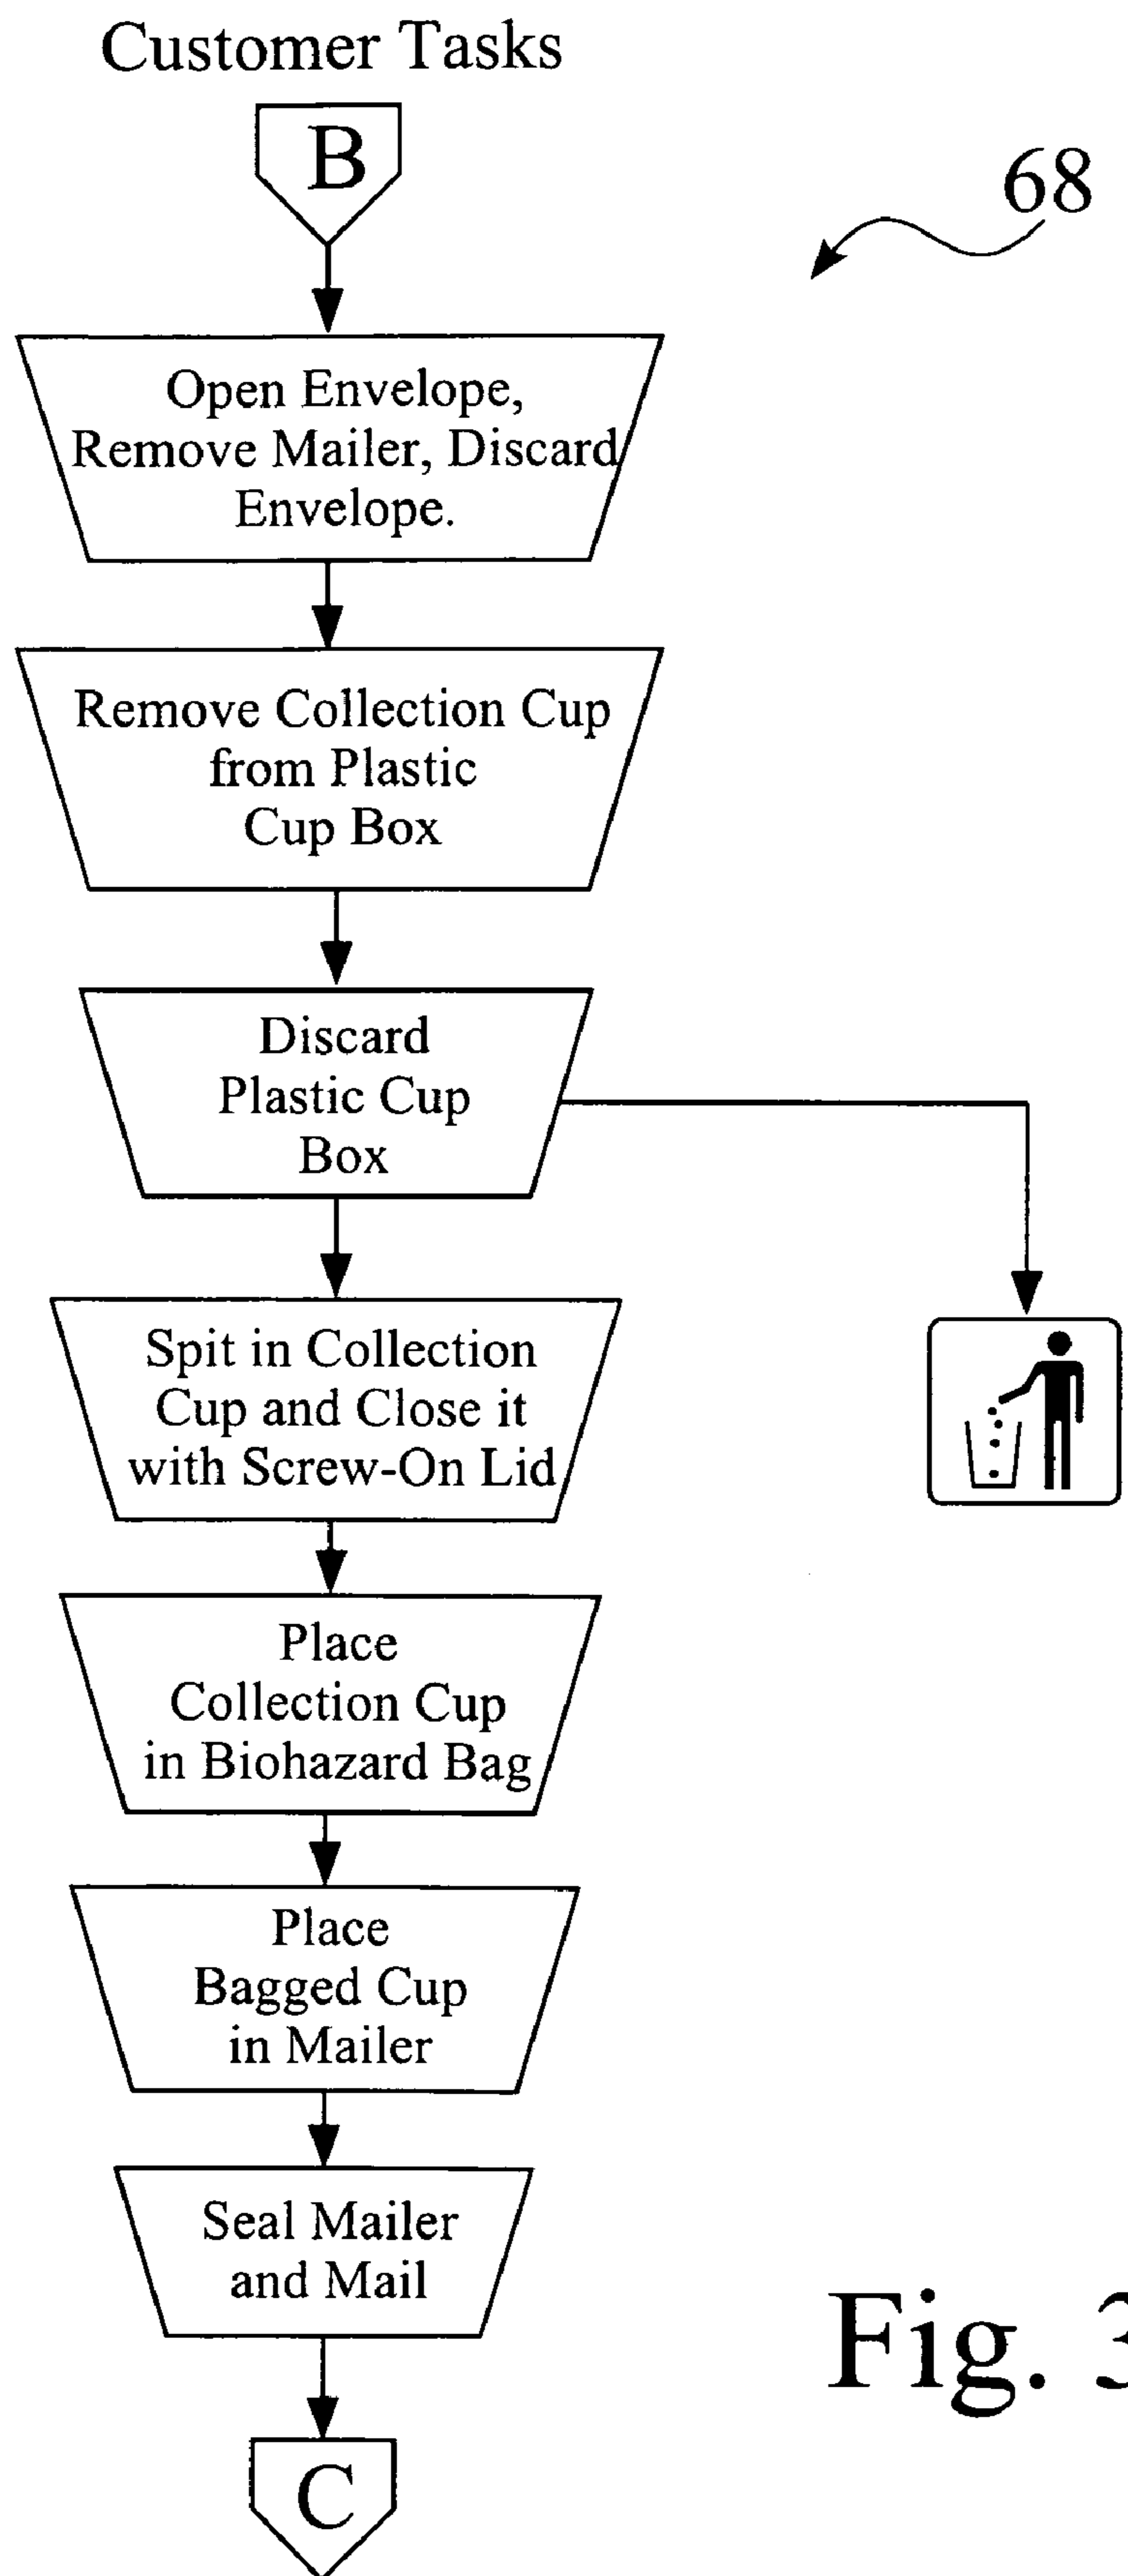 Customer Tasks
B
68
Open Envelope,
Remove Mailer, Discard
Envelope.
Remove Collection Cup
from Plastic
Cup Box
Discard
Plastic Cup
Box
Spit in Collection
Cup and Close it
with Screw-On Lid
Place
Collection Cup
in Biohazard Bag
Place
Bagged Cup
in Mailer
Seal Mailer
and Mail
Fig. 3
C